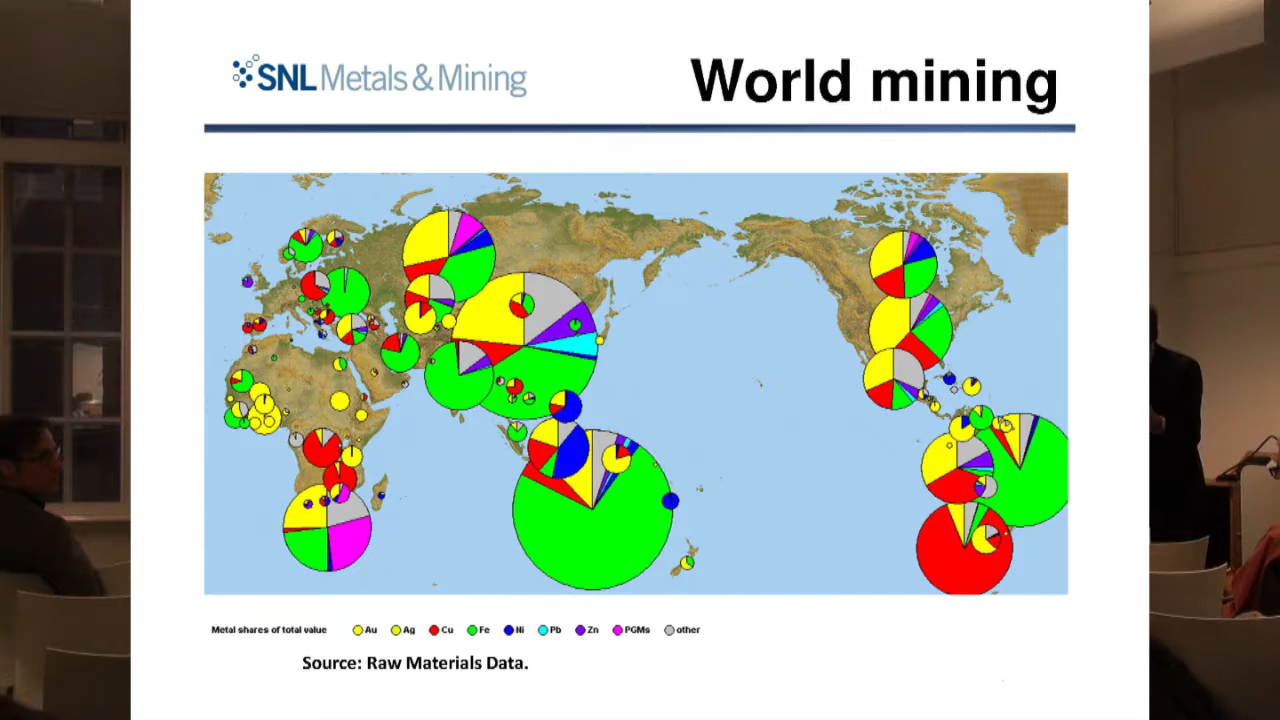 SNL Metals & Mining
World mining
Metal shares of total value Au Ag Cu Fe Ni Pb Zn PGMs other
Source: Raw Materials Data.